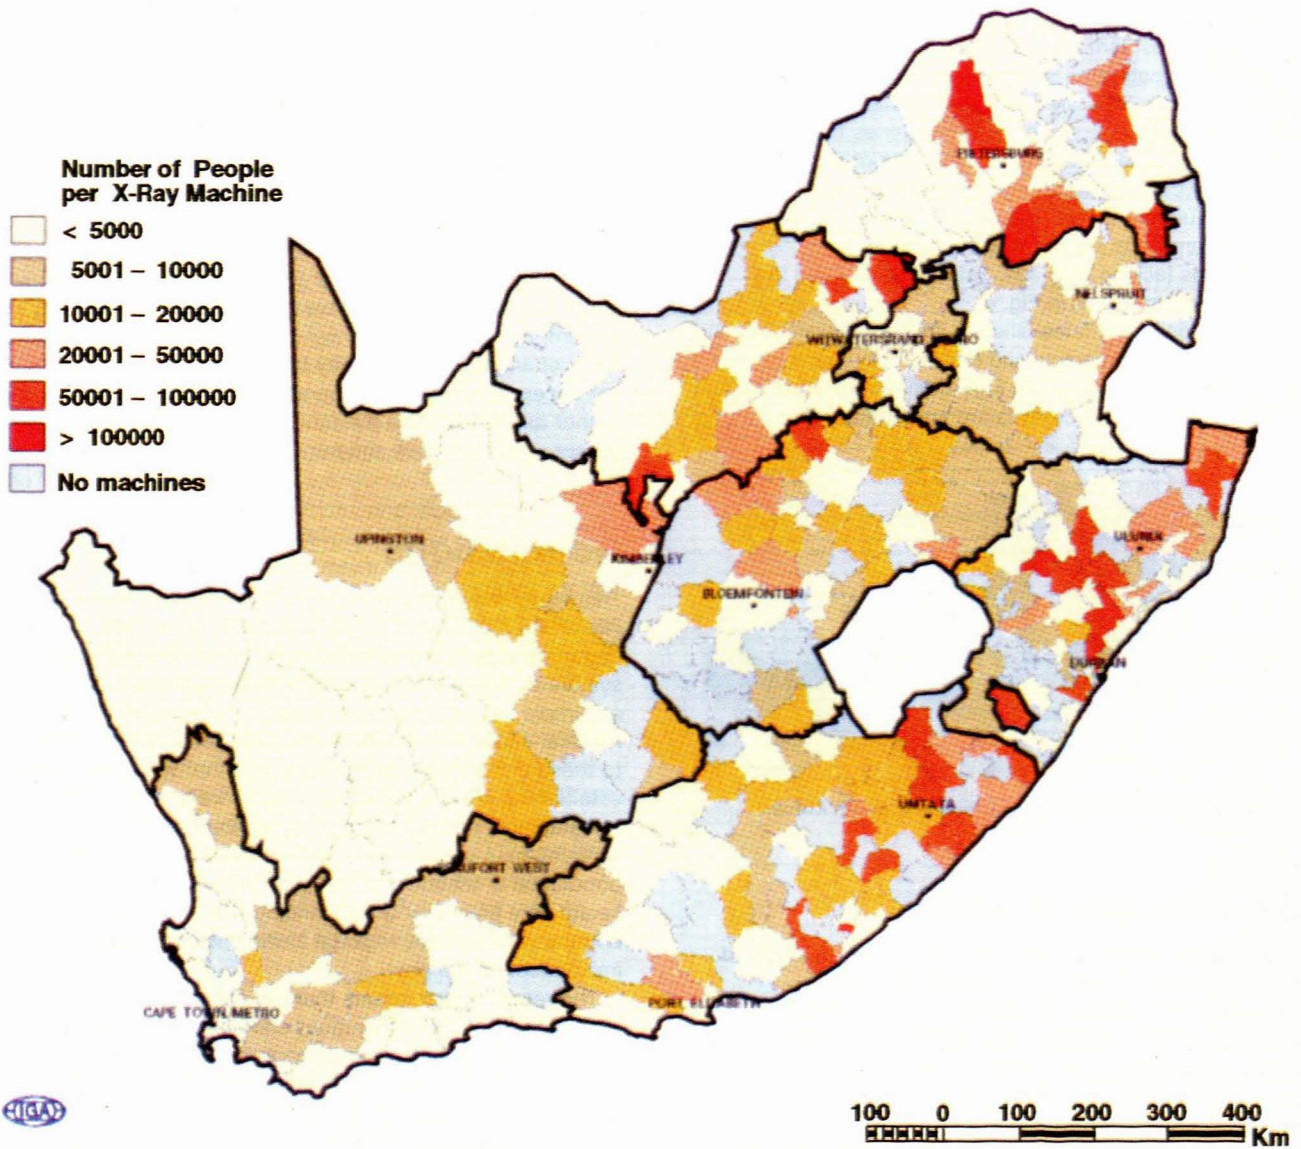 Number of People
per X-Ray Machine
< 5000
5001 – 10000
10001 – 20000
20001 – 50000
50001 – 100000
> 100000
No machines
PIETERSBURG
NELSPRUIT
WITWATERSRAND
UPINGTON
KIMBERLEY
ULUNDI
BLOEMFONTEIN
DURBAN
UMTATA
BEAUFORT WEST
PORT ELIZABETH
CAPE TOWN METRO
100 0 100 200 300 400
Km